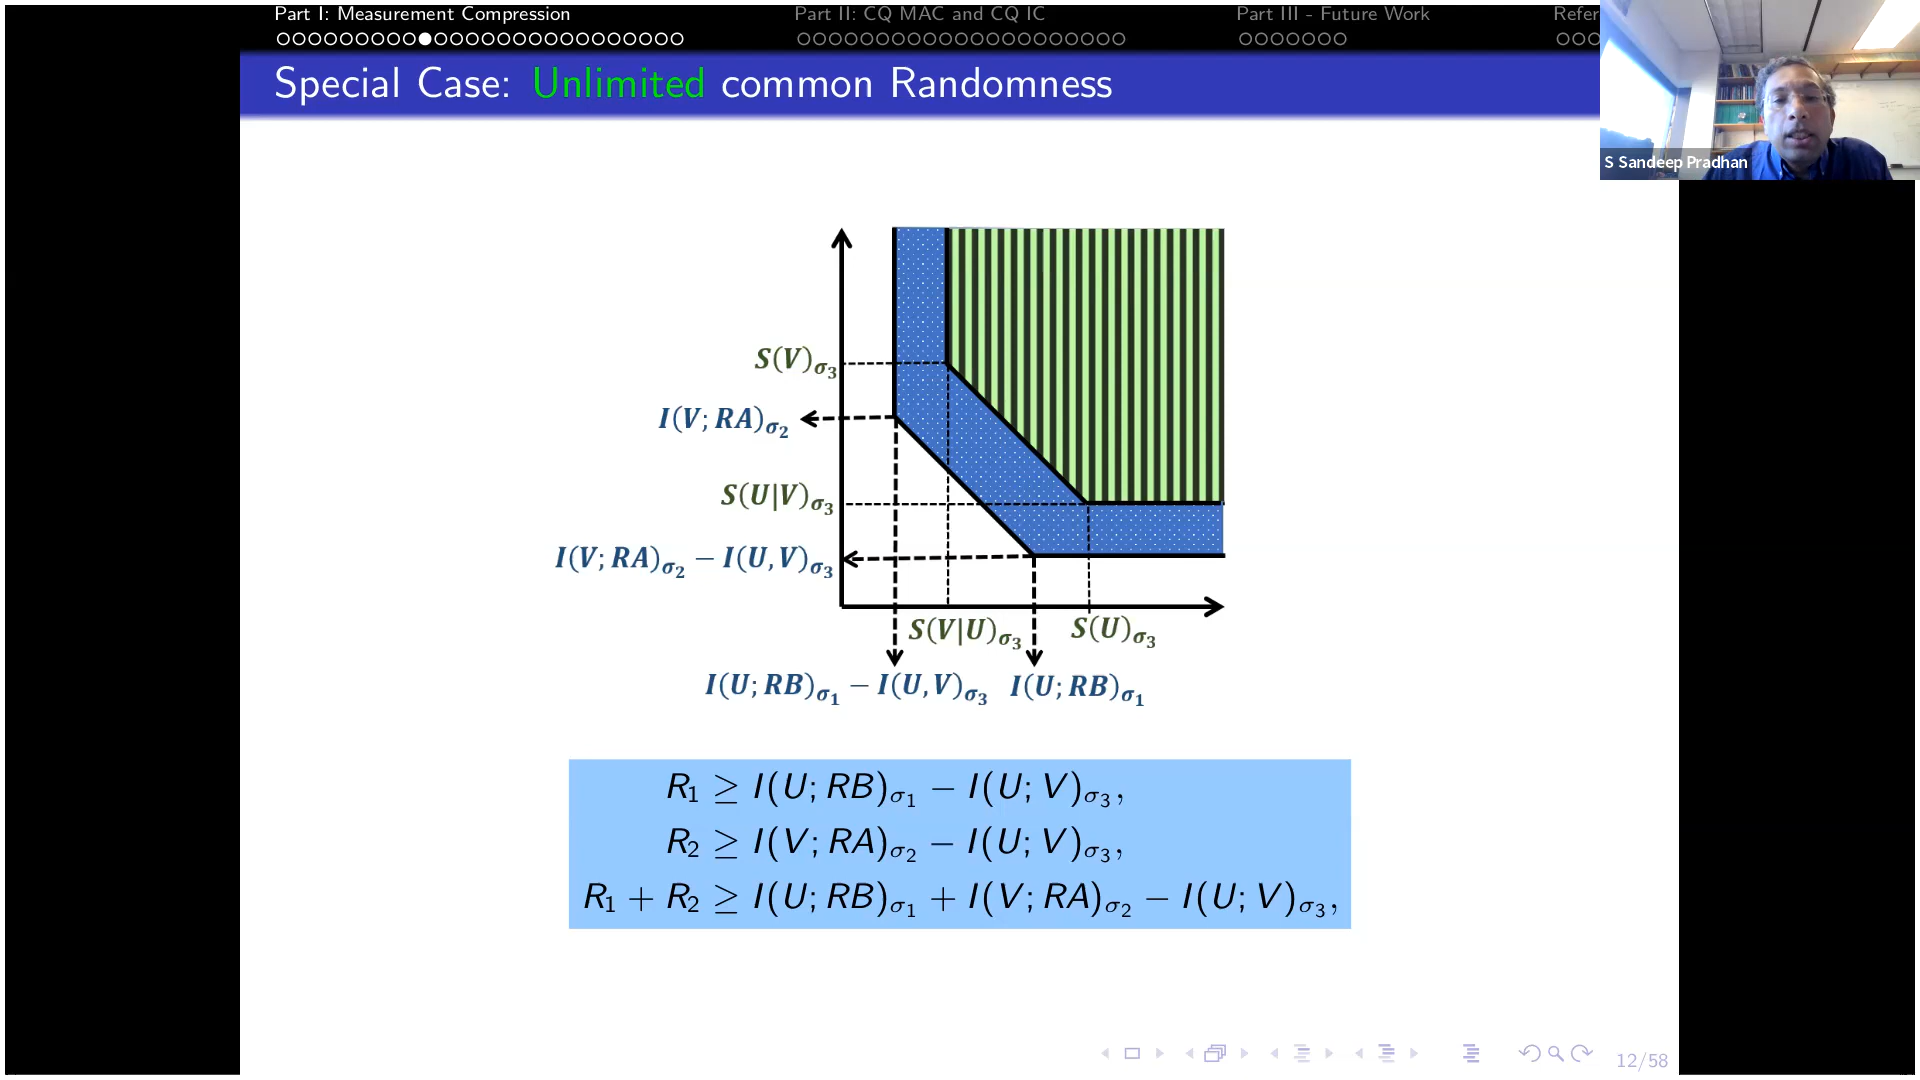 Part I: Measurement Compression Part II: CQ MAC and CQ IC Part III - Future Work Refer
Special Case: Unlimited common Randomness
S Sandeep Pradhan
S(V)σ3
I(V; RA)σ2
S(U|V)σ3
I(V; RA)σ2 − I(U, V)σ3
S(V|U)σ3 S(U)σ3
I(U; RB)σ1 − I(U, V)σ3 I(U; RB)σ1
R1 ≥ I(U; RB)σ1 − I(U; V)σ3,
R2 ≥ I(V; RA)σ2 − I(U; V)σ3,
R1 + R2 ≥ I(U; RB)σ1 + I(V; RA)σ2 − I(U; V)σ3,
12/58